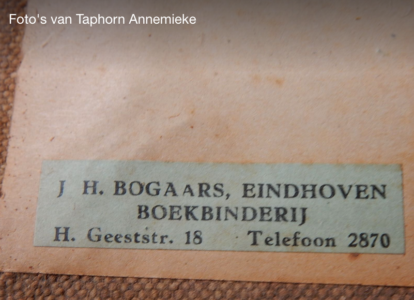 Foto's van Taphorn Annemieke
J H. BOGAARS, EINDHOVEN
BOEKBINDERIJ
H. Geeststr. 18 Telefoon 2870